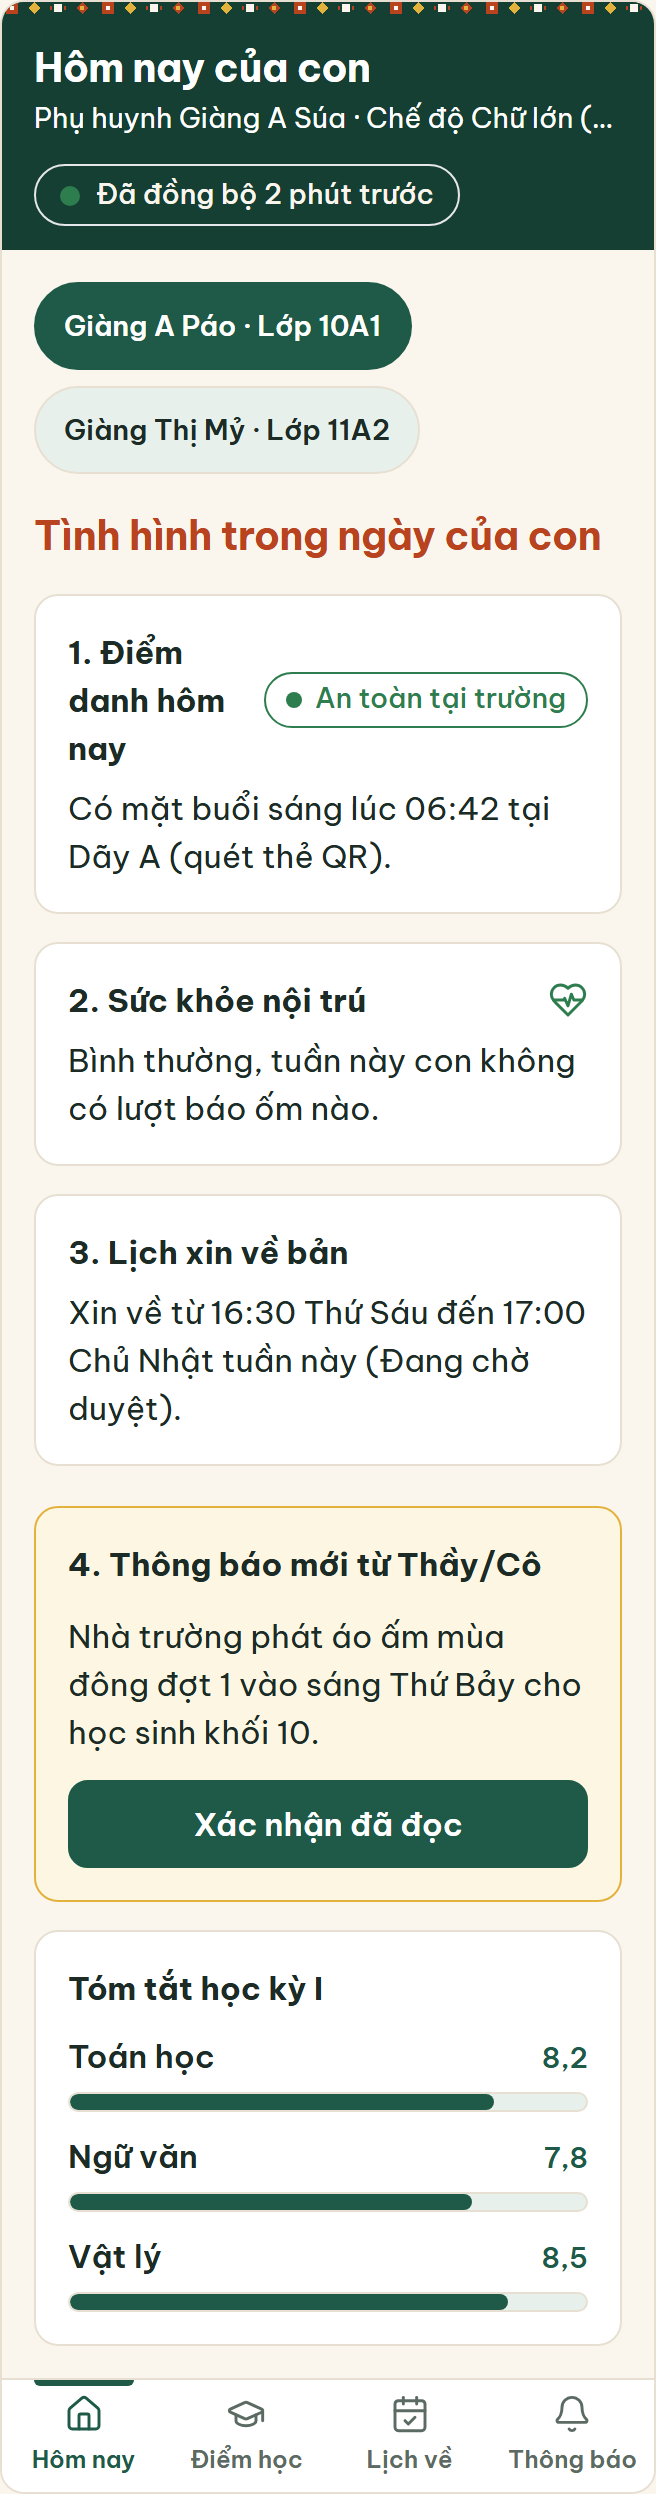 Hôm nay của con
Phụ huynh Giàng A Súa · Chế độ Chữ lớn (...
Đã đồng bộ 2 phút trước
Giàng A Páo · Lớp 10A1
Giàng Thị Mỷ · Lớp 11A2
Tình hình trong ngày của con
1. Điểm
danh hôm
nay
An toàn tại trường
Có mặt buổi sáng lúc 06:42 tại
Dãy A (quét thẻ QR).
2. Sức khỏe nội trú
Bình thường, tuần này con không
có lượt báo ốm nào.
3. Lịch xin về bản
Xin về từ 16:30 Thứ Sáu đến 17:00
Chủ Nhật tuần này (Đang chờ
duyệt).
4. Thông báo mới từ Thầy/Cô
Nhà trường phát áo ấm mùa
đông đợt 1 vào sáng Thứ Bảy cho
học sinh khối 10.
Xác nhận đã đọc
Tóm tắt học kỳ I
Toán học 8,2
Ngữ văn 7,8
Vật lý 8,5
Hôm nay Điểm học Lịch về Thông báo